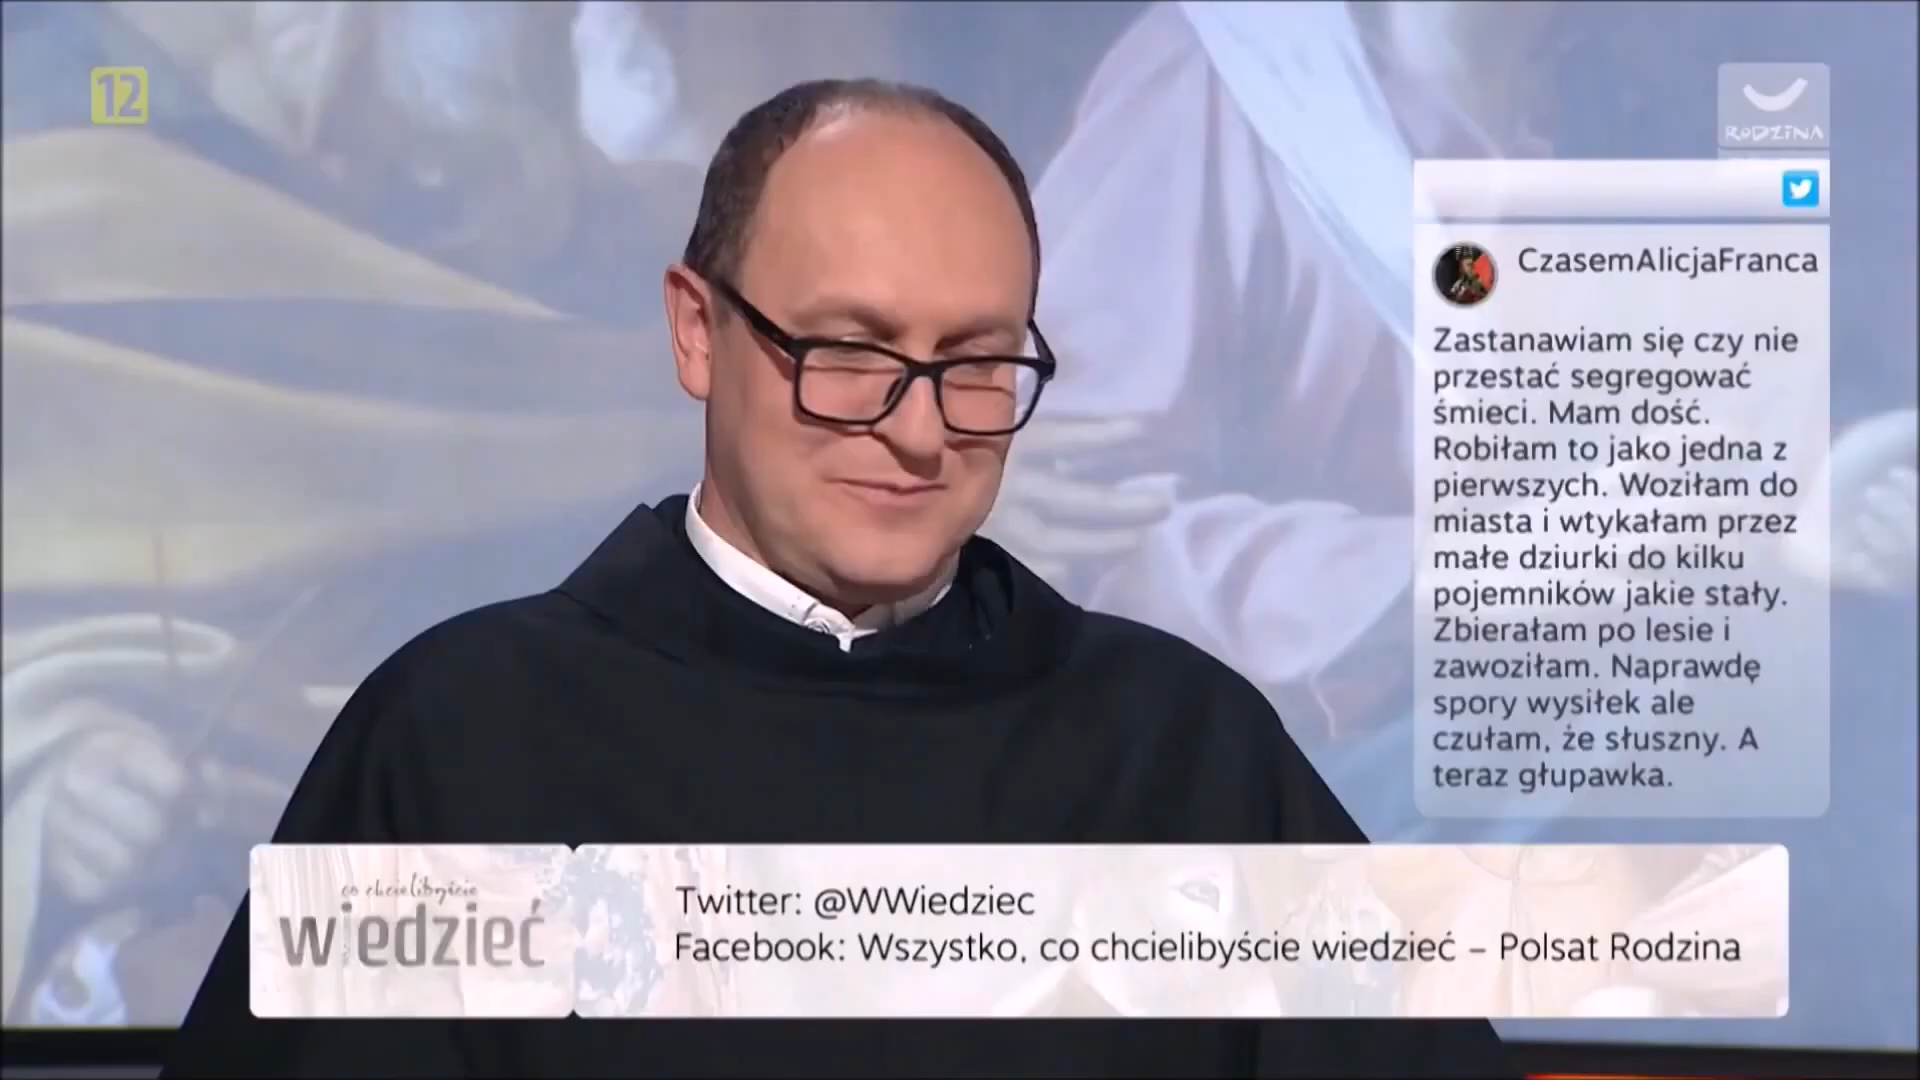 12
RODZINA
CzasemAlicjaFranca
Zastanawiam się czy nie
przestać segregować
śmieci. Mam dość.
Robiłam to jako jedna z
pierwszych. Woziłam do
miasta i wtykałam przez
małe dziurki do kilku
pojemników jakie stały.
Zbierałam po lesie i
zawoziłam. Naprawdę
spory wysiłek ale
czułam, że słuszny. A
teraz głupawka.
co chcielibyście
wiedzieć
Twitter: @WWiedziec
Facebook: Wszystko, co chcielibyście wiedzieć – Polsat Rodzina